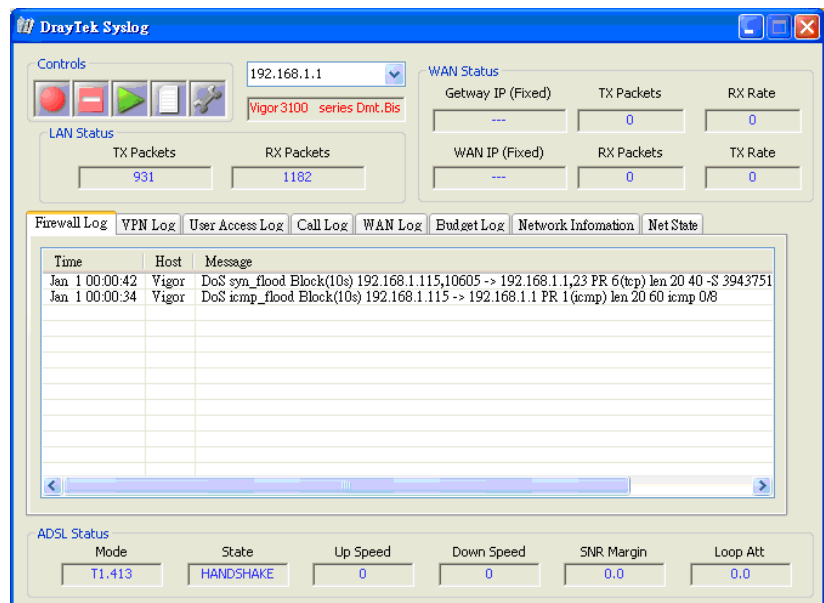 DrayTek Syslog
Controls
192.168.1.1
Vigor3100 series Dmt.Bis
LAN Status
TX Packets RX Packets
931 1182
WAN Status
Getway IP (Fixed) TX Packets RX Rate
--- 0 0
WAN IP (Fixed) RX Packets TX Rate
--- 0 0
Firewall Log VPN Log User Access Log Call Log WAN Log Budget Log Network Infomation Net State
Time Host Message
Jan 1 00:00:42 Vigor DoS syn_flood Block(10s) 192.168.1.115,10605 -> 192.168.1.1,23 PR 6(tcp) len 20 40 -S 3943751
Jan 1 00:00:34 Vigor DoS icmp_flood Block(10s) 192.168.1.115 -> 192.168.1.1 PR 1(icmp) len 20 60 icmp 0/8
ADSL Status
Mode State Up Speed Down Speed SNR Margin Loop Att
T1.413 HANDSHAKE 0 0 0.0 0.0